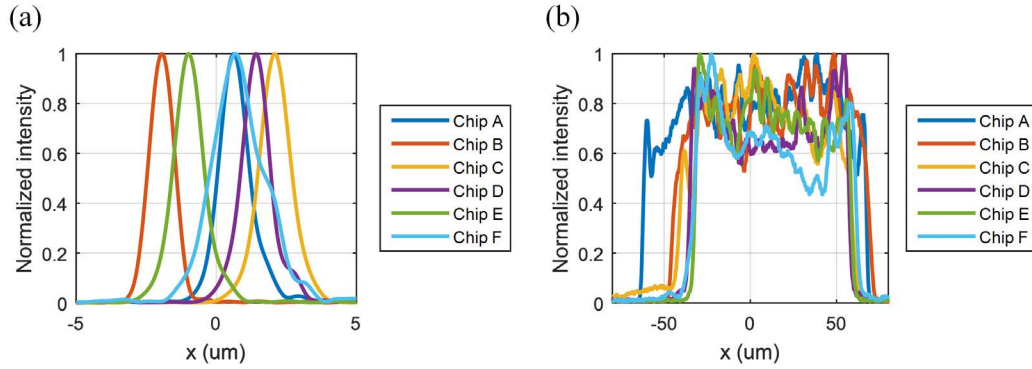 (a)
Normalized intensity
1
0.8
0.6
0.4
0.2
0
-5
0
5
x (um)
Chip A
Chip B
Chip C
Chip D
Chip E
Chip F
(b)
Normalized intensity
1
0.8
0.6
0.4
0.2
0
-50
0
50
x (um)
Chip A
Chip B
Chip C
Chip D
Chip E
Chip F